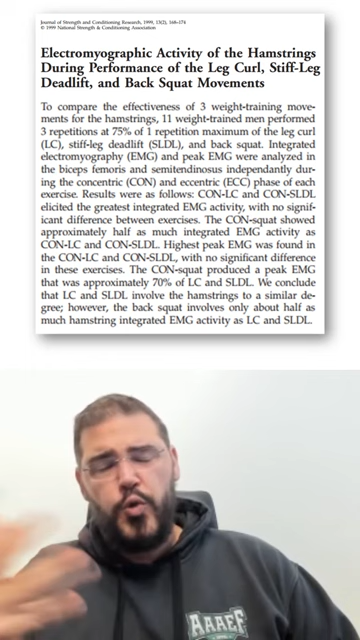 Journal of Strength and Conditioning Research, 1999, 13(2), 168–174
© 1999 National Strength & Conditioning Association
Electromyographic Activity of the Hamstrings
During Performance of the Leg Curl, Stiff-Leg
Deadlift, and Back Squat Movements
To compare the effectiveness of 3 weight-training move-
ments for the hamstrings, 11 weight-trained men performed
3 repetitions at 75% of 1 repetition maximum of the leg curl
(LC), stiff-leg deadlift (SLDL), and back squat. Integrated
electromyography (EMG) and peak EMG were analyzed in
the biceps femoris and semitendinosus independantly dur-
ing the concentric (CON) and eccentric (ECC) phase of each
exercise. Results were as follows: CON-LC and CON-SLDL
elicited the greatest integrated EMG activity, with no signif-
icant difference between exercises. The CON-squat showed
approximately half as much integrated EMG activity as
CON-LC and CON-SLDL. Highest peak EMG was found in
the CON-LC and CON-SLDL, with no significant difference
in these exercises. The CON-squat produced a peak EMG
that was approximately 70% of LC and SLDL. We conclude
that LC and SLDL involve the hamstrings to a similar de-
gree; however, the back squat involves only about half as
much hamstring integrated EMG activity as LC and SLDL.
AAAEF